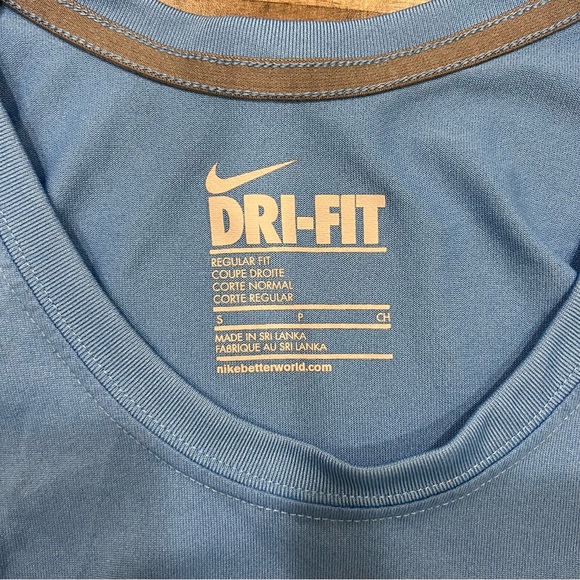 DRI-FIT
REGULAR FIT
COUPE DROITE
CORTE NORMAL
CORTE REGULAR
S P CH
MADE IN SRI LANKA
FABRIQUE AU SRI LANKA
nikebetterworld.com